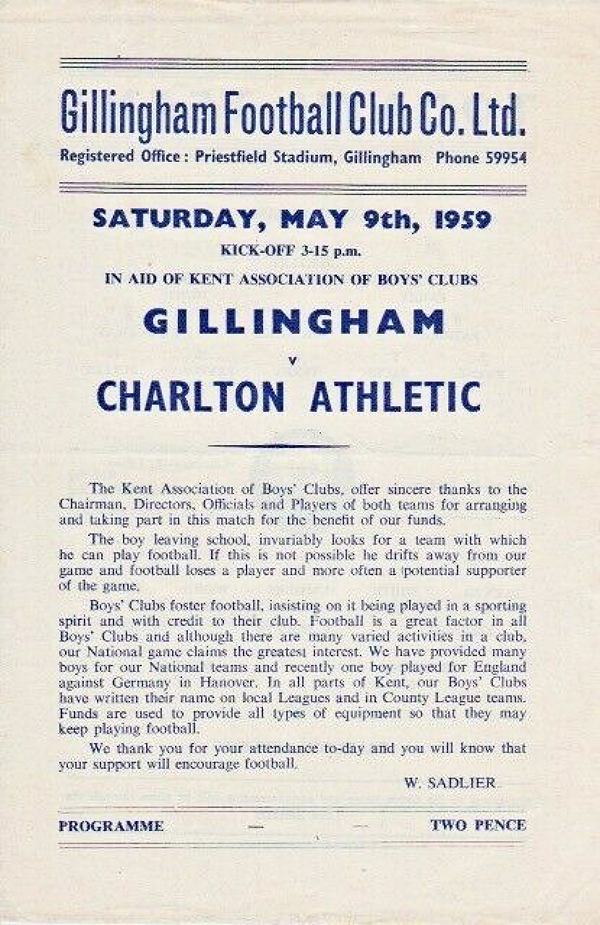 Gillingham Football Club Co. Ltd.
Registered Office : Priestfield Stadium, Gillingham Phone 59954
SATURDAY, MAY 9th, 1959
KICK-OFF 3-15 p.m.
IN AID OF KENT ASSOCIATION OF BOYS' CLUBS
GILLINGHAM
v
CHARLTON ATHLETIC
The Kent Association of Boys' Clubs, offer sincere thanks to the
Chairman, Directors, Officials and Players of both teams for arranging
and taking part in this match for the benefit of our funds.
The boy leaving school, invariably looks for a team with which
he can play football. If this is not possible he drifts away from our
game and football loses a player and more often a potential supporter
of the game.
Boys' Clubs foster football, insisting on it being played in a sporting
spirit and with credit to their club. Football is a great factor in all
Boys' Clubs and although there are many varied activities in a club,
our National game claims the greatest interest. We have provided many
boys for our National teams and recently one boy played for England
against Germany in Hanover. In all parts of Kent, our Boys' Clubs
have written their name on local Leagues and in County League teams.
Funds are used to provide all types of equipment so that they may
keep playing football.
We thank you for your attendance to-day and you will know that
your support will encourage football.
W. SADLIER
PROGRAMME — — TWO PENCE